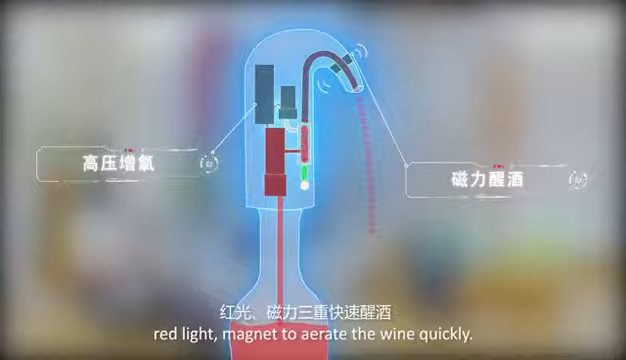 高压增氧
磁力醒酒
红光、磁力三重快速醒酒
red light, magnet to aerate the wine quickly.